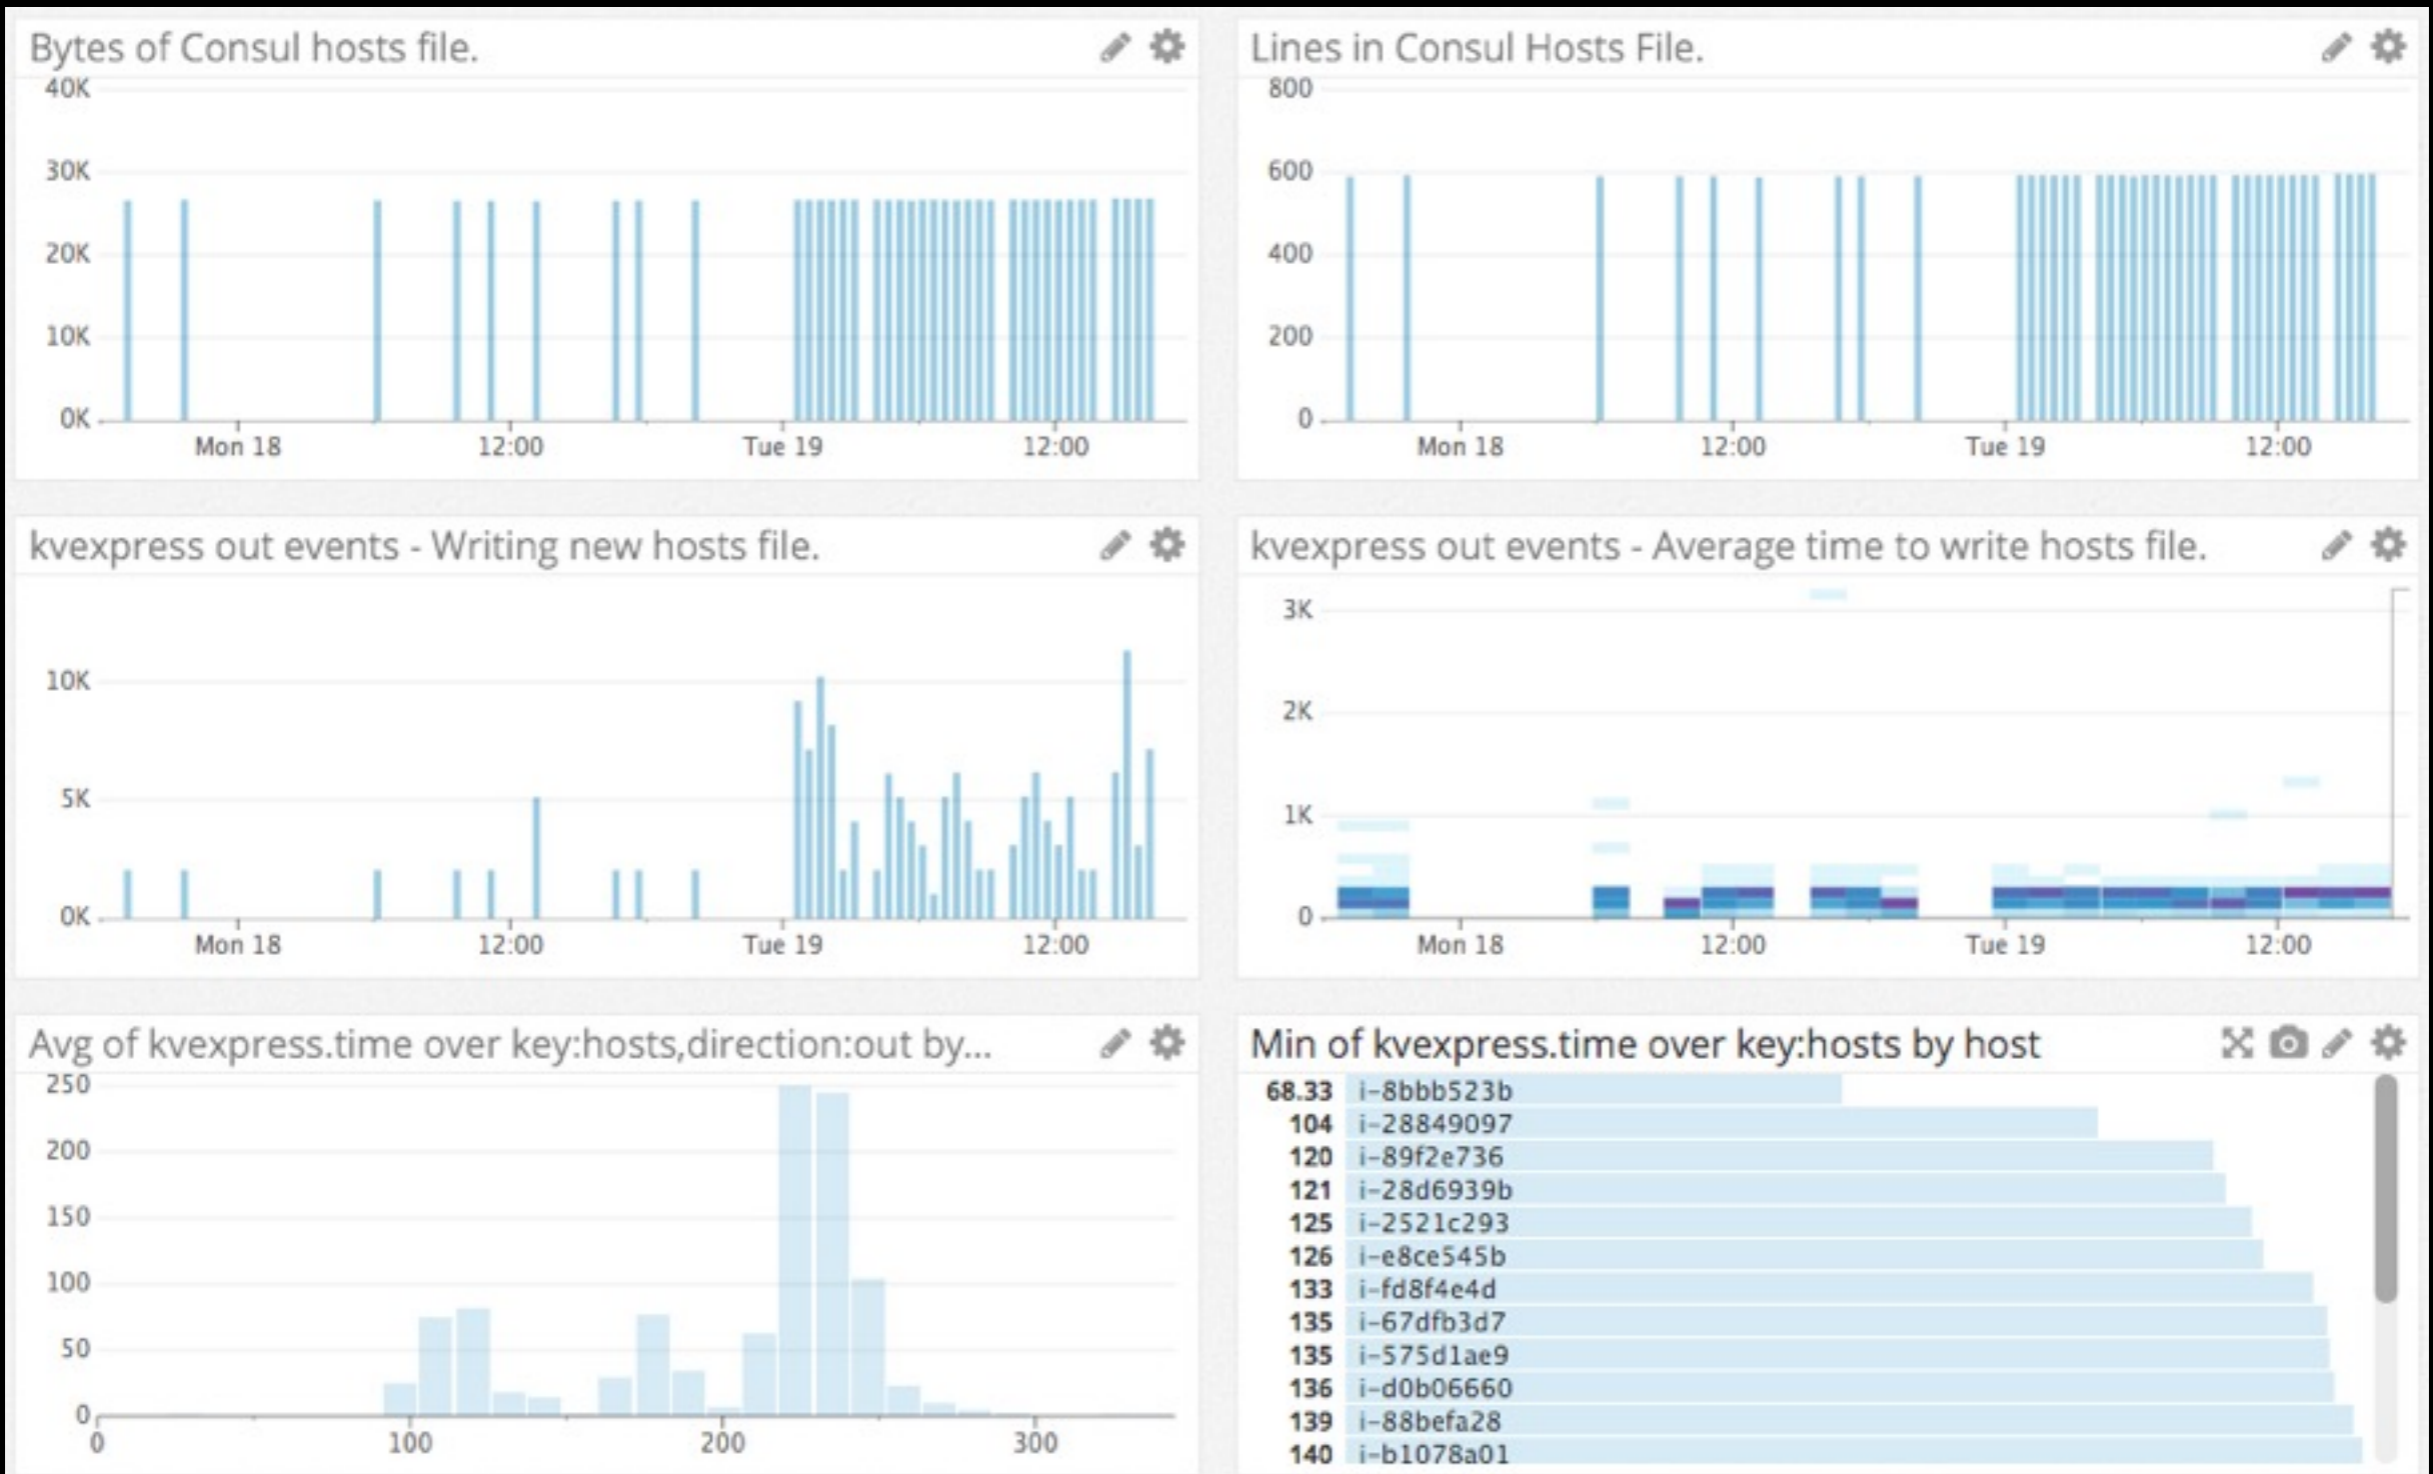 Bytes of Consul hosts file.
40K
30K
20K
10K
0K
Mon 18 12:00 Tue 19 12:00
Lines in Consul Hosts File.
800
600
400
200
0
Mon 18 12:00 Tue 19 12:00
kvexpress out events - Writing new hosts file.
10K
5K
0K
Mon 18 12:00 Tue 19 12:00
kvexpress out events - Average time to write hosts file.
3K
2K
1K
0
Mon 18 12:00 Tue 19 12:00
Avg of kvexpress.time over key:hosts,direction:out by...
250
200
150
100
50
0
0 100 200 300
Min of kvexpress.time over key:hosts by host
68.33 i-8bbb523b
104 i-28849097
120 i-89f2e736
121 i-28d6939b
125 i-2521c293
126 i-e8ce545b
133 i-fd8f4e4d
135 i-67dfb3d7
135 i-575d1ae9
136 i-d0b06660
139 i-88befa28
140 i-b1078a01